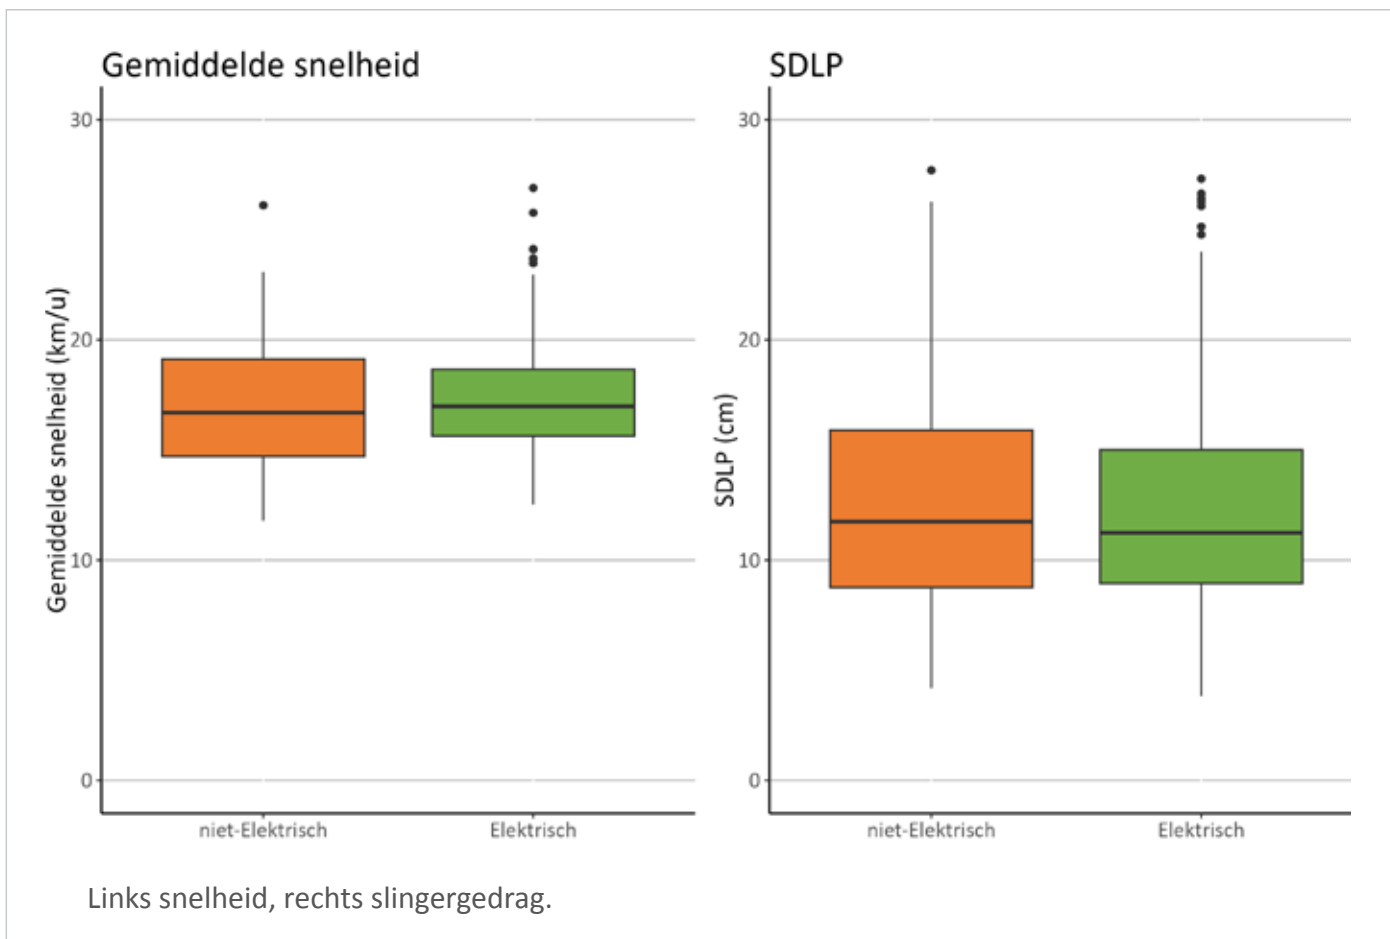 Gemiddelde snelheid
Gemiddelde snelheid (km/u)
30
20
10
0
niet-Elektrisch
Elektrisch
SDLP
SDLP (cm)
30
20
10
0
niet-Elektrisch
Elektrisch
Links snelheid, rechts slingergedrag.